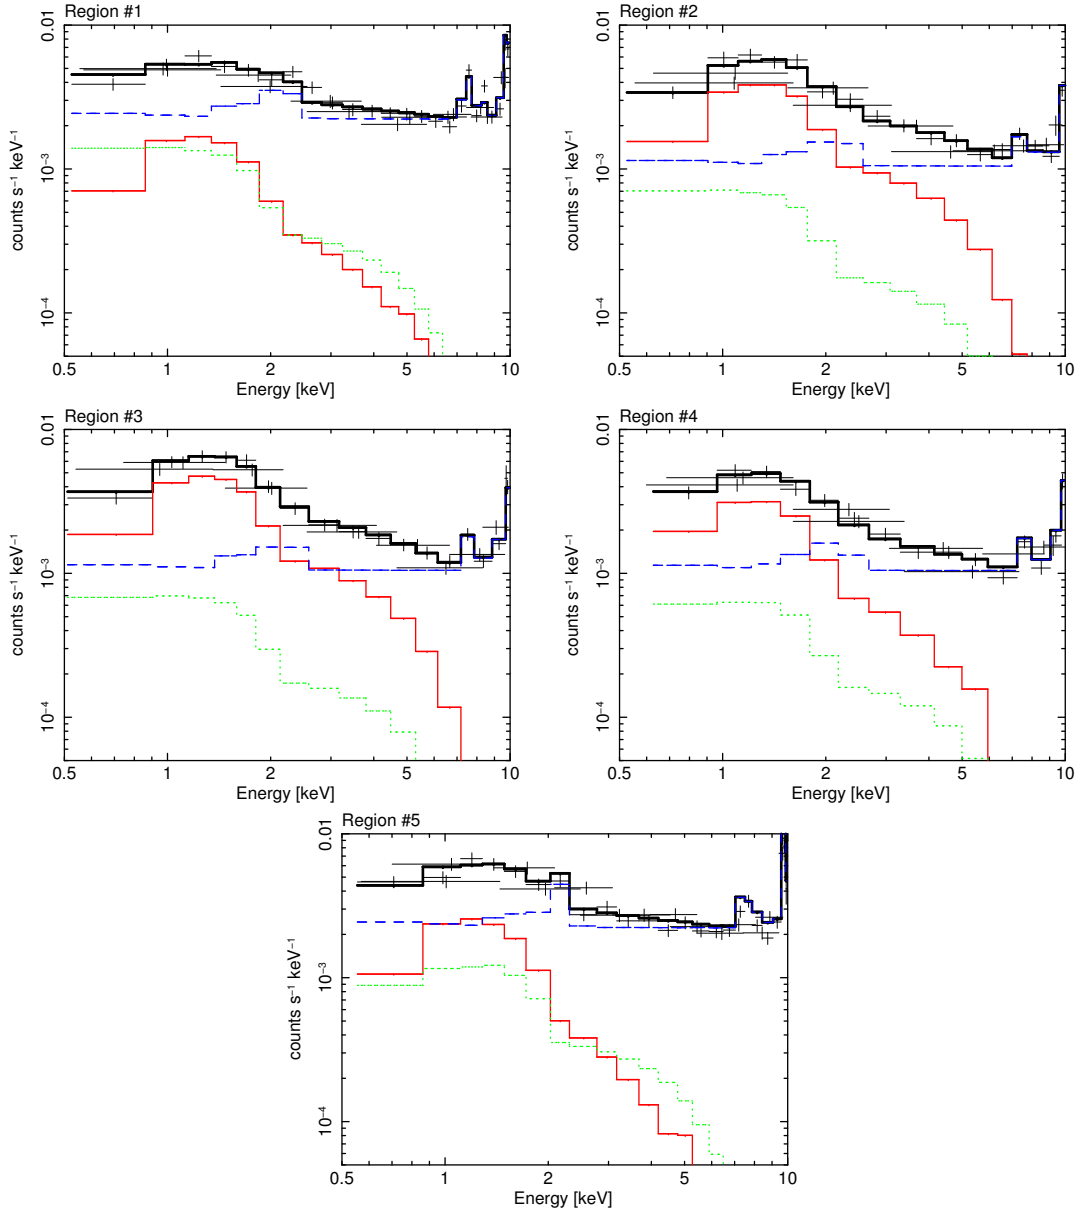 Region #1
0.01
10⁻³
10⁻⁴
counts s⁻¹ keV⁻¹
0.5 1 2 5 10
Energy [keV]
Region #2
0.01
10⁻³
10⁻⁴
counts s⁻¹ keV⁻¹
0.5 1 2 5 10
Energy [keV]
Region #3
0.01
10⁻³
10⁻⁴
counts s⁻¹ keV⁻¹
0.5 1 2 5 10
Energy [keV]
Region #4
0.01
10⁻³
10⁻⁴
counts s⁻¹ keV⁻¹
0.5 1 2 5 10
Energy [keV]
Region #5
0.01
10⁻³
10⁻⁴
counts s⁻¹ keV⁻¹
0.5 1 2 5 10
Energy [keV]